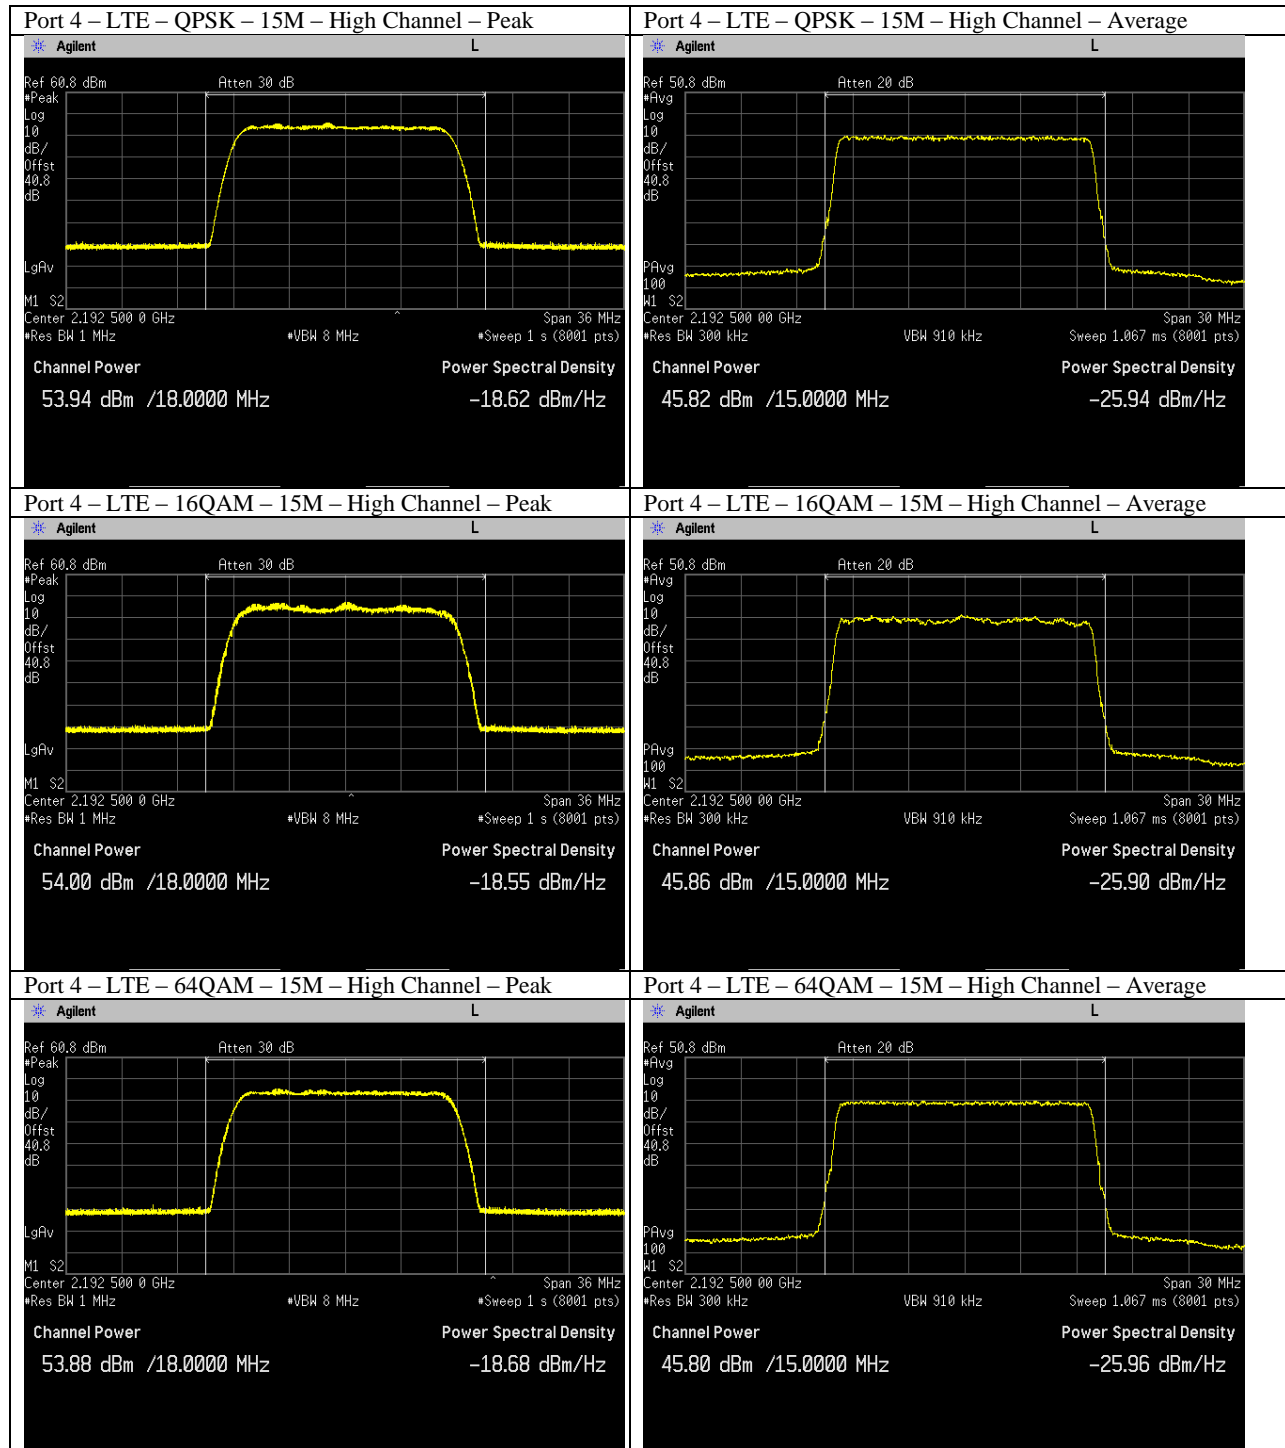 Port 4 – LTE – QPSK – 15M – High Channel – Peak
Agilent
L
Ref 60.8 dBm
Atten 30 dB
#Peak
Log
10
dB/
Offst
40.8
dB
LgAv
M1 S2
Center 2.192 500 0 GHz
Span 36 MHz
#Res BW 1 MHz
#VBW 8 MHz
#Sweep 1 s (8001 pts)
Channel Power
Power Spectral Density
53.94 dBm /18.0000 MHz
-18.62 dBm/Hz
Port 4 – LTE – QPSK – 15M – High Channel – Average
Agilent
L
Ref 50.8 dBm
Atten 20 dB
#Avg
Log
10
dB/
Offst
40.8
dB
PAvg
100
W1 S2
Center 2.192 500 00 GHz
Span 30 MHz
#Res BW 300 kHz
VBW 910 kHz
Sweep 1.067 ms (8001 pts)
Channel Power
Power Spectral Density
45.82 dBm /15.0000 MHz
-25.94 dBm/Hz
Port 4 – LTE – 16QAM – 15M – High Channel – Peak
Agilent
L
Ref 60.8 dBm
Atten 30 dB
#Peak
Log
10
dB/
Offst
40.8
dB
LgAv
M1 S2
Center 2.192 500 0 GHz
Span 36 MHz
#Res BW 1 MHz
#VBW 8 MHz
#Sweep 1 s (8001 pts)
Channel Power
Power Spectral Density
54.00 dBm /18.0000 MHz
-18.55 dBm/Hz
Port 4 – LTE – 16QAM – 15M – High Channel – Average
Agilent
L
Ref 50.8 dBm
Atten 20 dB
#Avg
Log
10
dB/
Offst
40.8
dB
PAvg
100
W1 S2
Center 2.192 500 00 GHz
Span 30 MHz
#Res BW 300 kHz
VBW 910 kHz
Sweep 1.067 ms (8001 pts)
Channel Power
Power Spectral Density
45.86 dBm /15.0000 MHz
-25.90 dBm/Hz
Port 4 – LTE – 64QAM – 15M – High Channel – Peak
Agilent
L
Ref 60.8 dBm
Atten 30 dB
#Peak
Log
10
dB/
Offst
40.8
dB
LgAv
M1 S2
Center 2.192 500 0 GHz
Span 36 MHz
#Res BW 1 MHz
#VBW 8 MHz
#Sweep 1 s (8001 pts)
Channel Power
Power Spectral Density
53.88 dBm /18.0000 MHz
-18.68 dBm/Hz
Port 4 – LTE – 64QAM – 15M – High Channel – Average
Agilent
L
Ref 50.8 dBm
Atten 20 dB
#Avg
Log
10
dB/
Offst
40.8
dB
PAvg
100
W1 S2
Center 2.192 500 00 GHz
Span 30 MHz
#Res BW 300 kHz
VBW 910 kHz
Sweep 1.067 ms (8001 pts)
Channel Power
Power Spectral Density
45.80 dBm /15.0000 MHz
-25.96 dBm/Hz